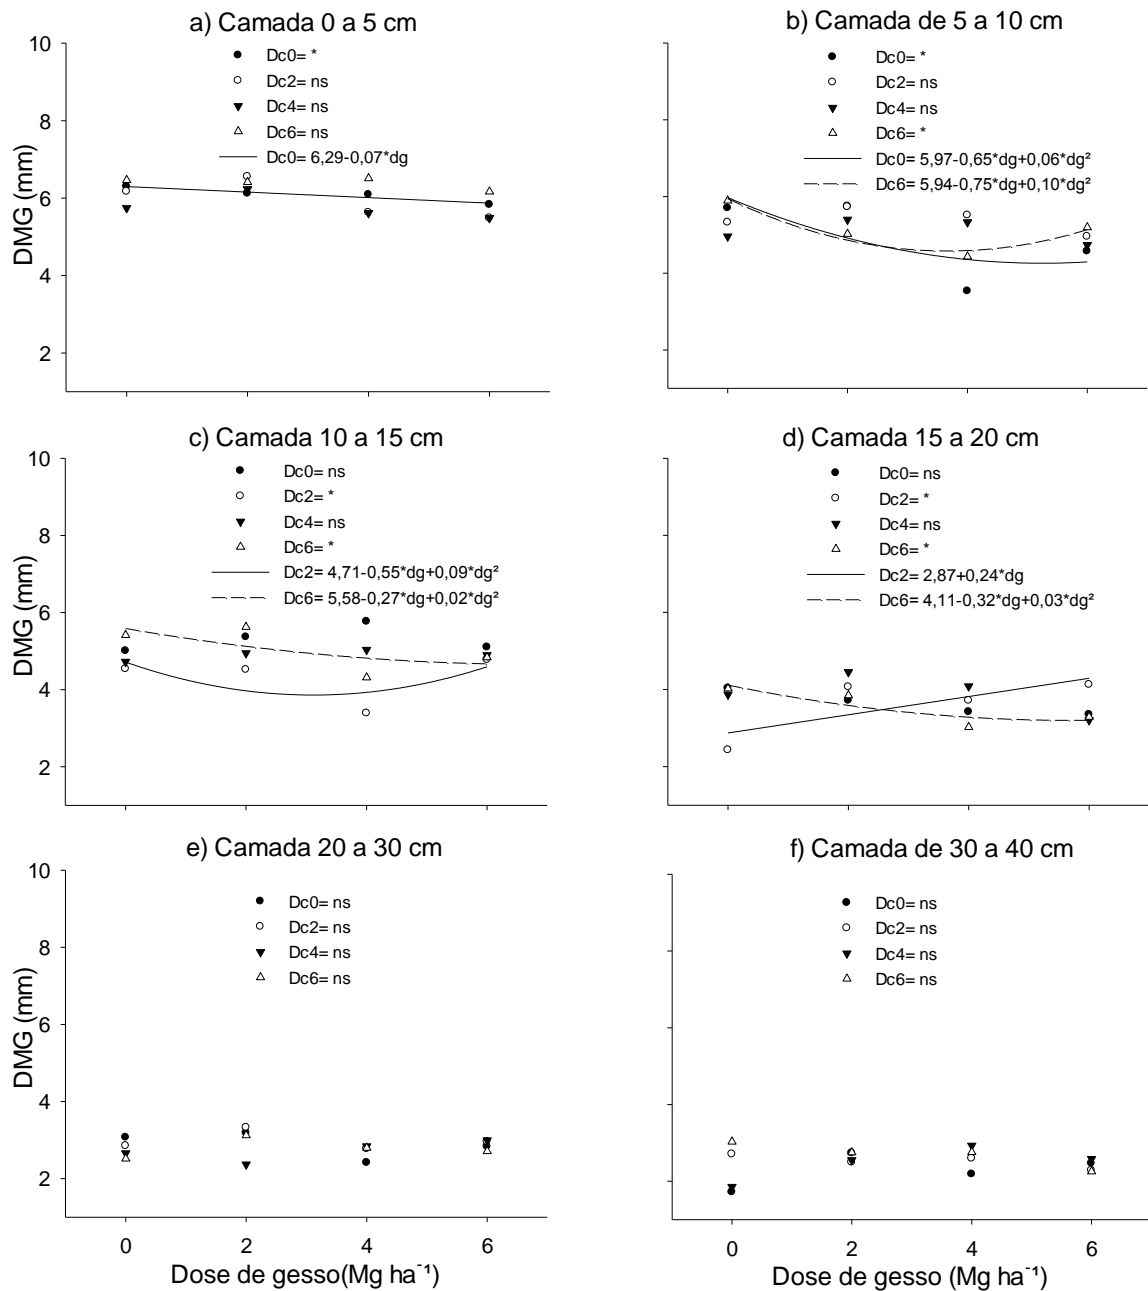 a) Camada 0 a 5 cm
Dc0= *
Dc2= ns
Dc4= ns
Dc6= ns
Dc0= 6,29-0,07*dg
10
8
6
4
2
DMG (mm)
b) Camada de 5 a 10 cm
Dc0= *
Dc2= ns
Dc4= ns
Dc6= *
Dc0= 5,97-0,65*dg+0,06*dg²
Dc6= 5,94-0,75*dg+0,10*dg²
c) Camada 10 a 15 cm
Dc0= ns
Dc2= *
Dc4= ns
Dc6= *
Dc2= 4,71-0,55*dg+0,09*dg²
Dc6= 5,58-0,27*dg+0,02*dg²
10
8
6
4
2
DMG (mm)
d) Camada 15 a 20 cm
Dc0= ns
Dc2= *
Dc4= ns
Dc6= *
Dc2= 2,87+0,24*dg
Dc6= 4,11-0,32*dg+0,03*dg²
e) Camada 20 a 30 cm
Dc0= ns
Dc2= ns
Dc4= ns
Dc6= ns
10
8
6
4
2
DMG (mm)
0 2 4 6
Dose de gesso(Mg ha⁻¹)
f) Camada de 30 a 40 cm
Dc0= ns
Dc2= ns
Dc4= ns
Dc6= ns
0 2 4 6
Dose de gesso (Mg ha⁻¹)